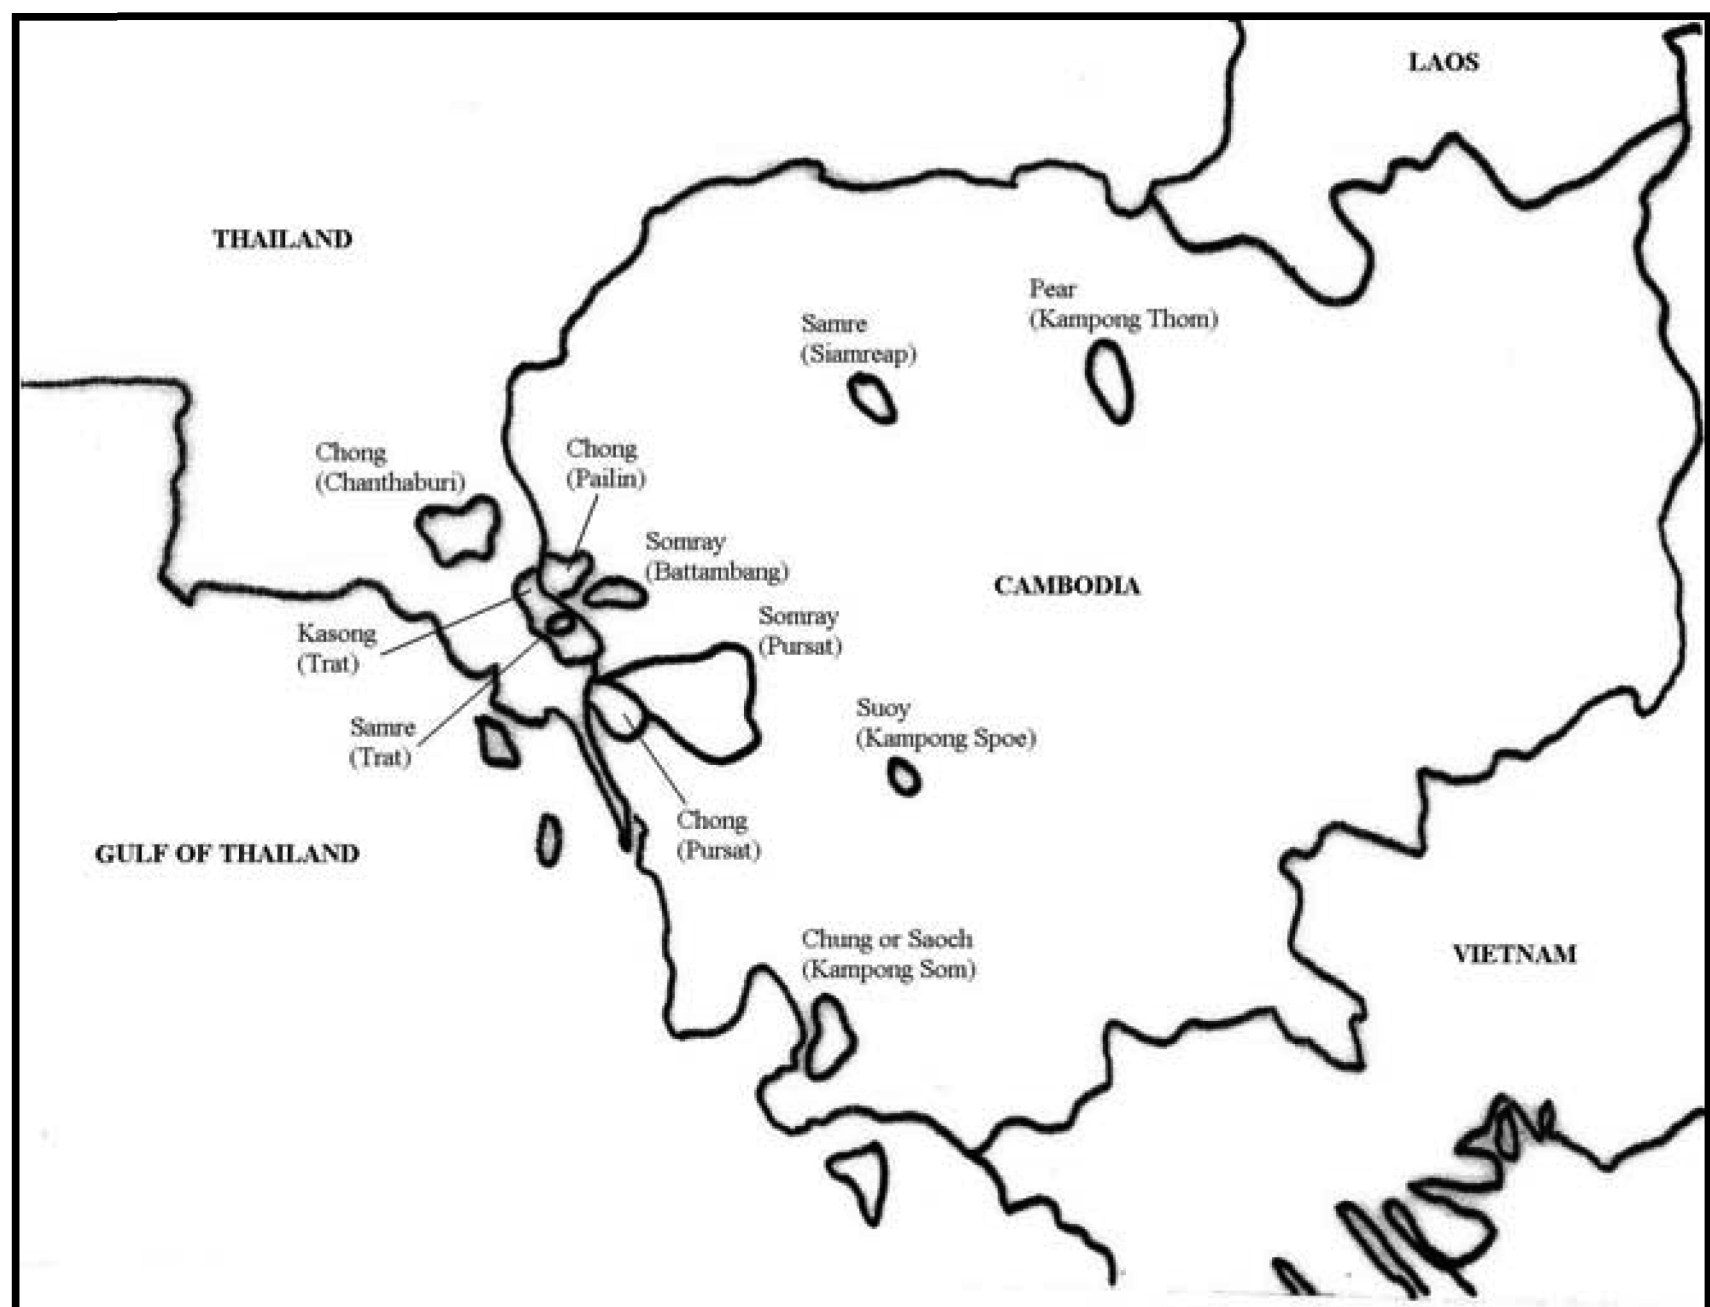 LAOS
THAILAND
Pear
(Kampong Thom)
Samre
(Siamreap)
Chong
(Chanthaburi)
Chong
(Pailin)
Somray
(Battambang)
CAMBODIA
Somray
(Pursat)
Kasong
(Trat)
Suoy
(Kampong Spoe)
Samre
(Trat)
Chong
(Pursat)
GULF OF THAILAND
Chung or Saoch
(Kampong Som)
VIETNAM